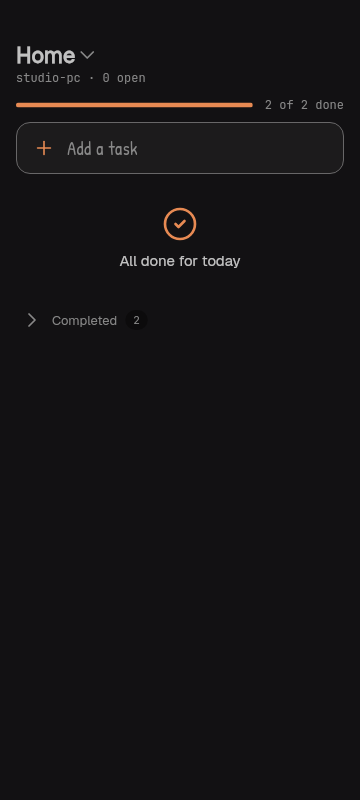 Home
studio-pc · 0 open
2 of 2 done
Add a task
All done for today
Completed 2